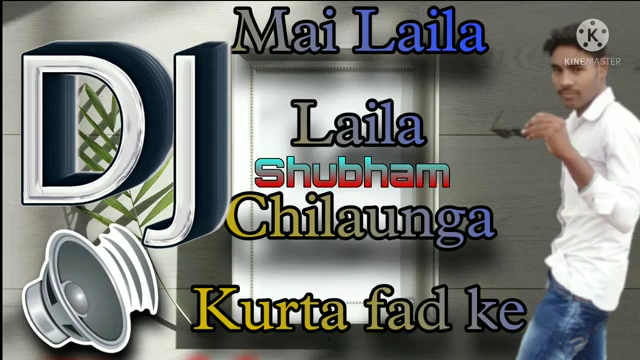 DJ
Mai Laila
Laila
Shubham
Chilaunga
Kurta fad ke
KINEMASTER